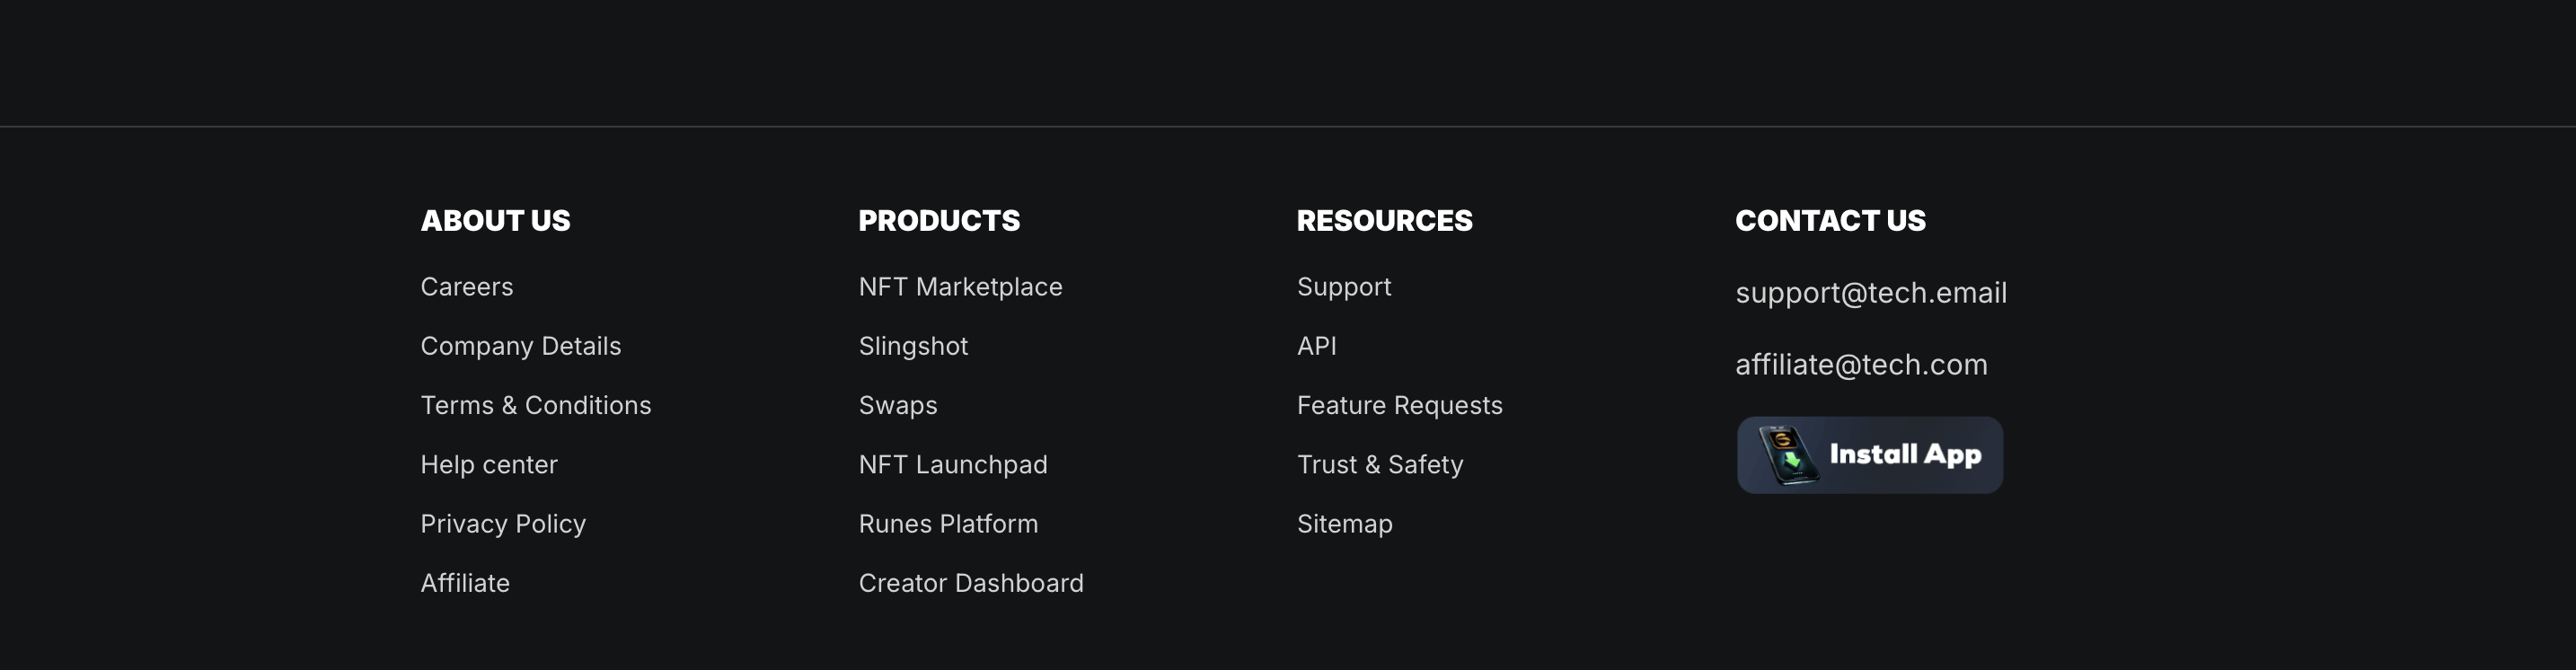 ABOUT US
Careers
Company Details
Terms & Conditions
Help center
Privacy Policy
Affiliate
PRODUCTS
NFT Marketplace
Slingshot
Swaps
NFT Launchpad
Runes Platform
Creator Dashboard
RESOURCES
Support
API
Feature Requests
Trust & Safety
Sitemap
CONTACT US
support@tech.email
affiliate@tech.com
Install App